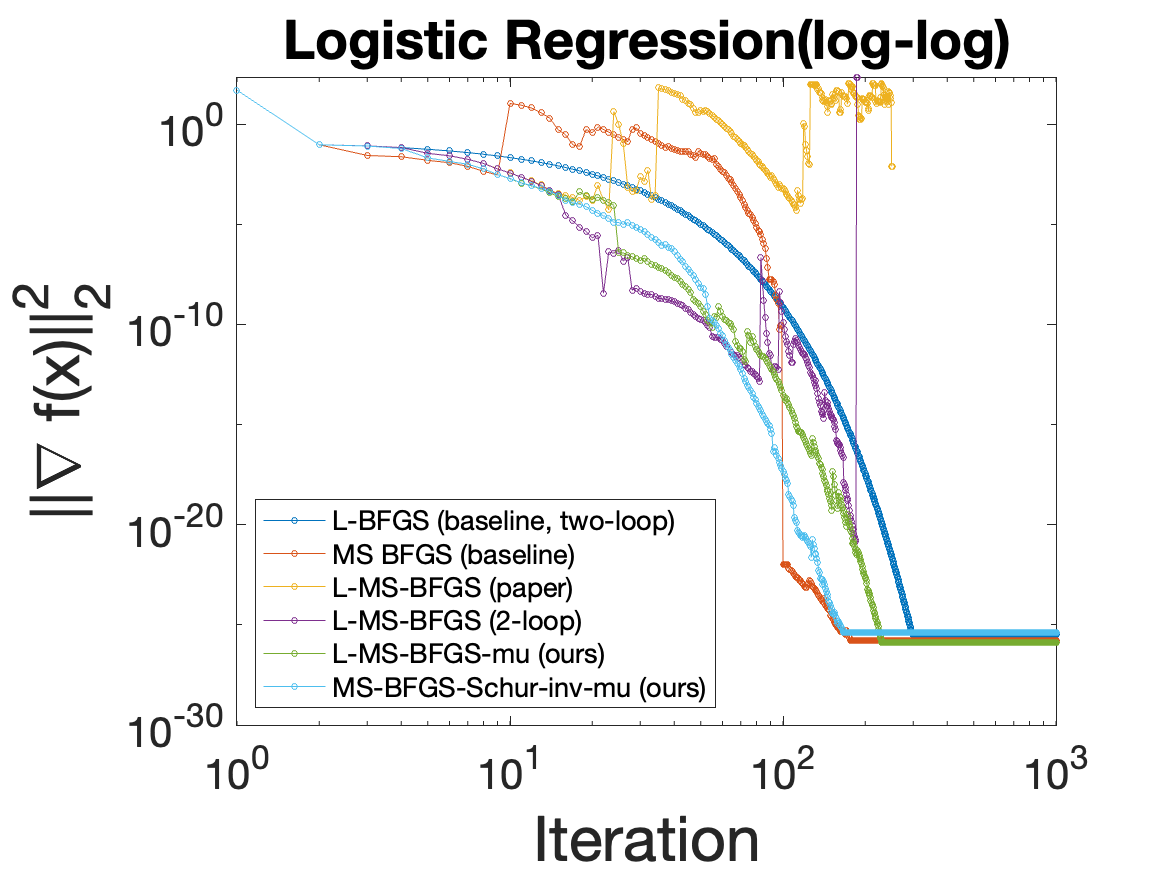 Logistic Regression(log-log)
10^0
10^-10
10^-20
10^-30
||∇ f(x)||_2^2
L-BFGS (baseline, two-loop)
MS BFGS (baseline)
L-MS-BFGS (paper)
L-MS-BFGS (2-loop)
L-MS-BFGS-mu (ours)
MS-BFGS-Schur-inv-mu (ours)
10^0 10^1 10^2 10^3
Iteration